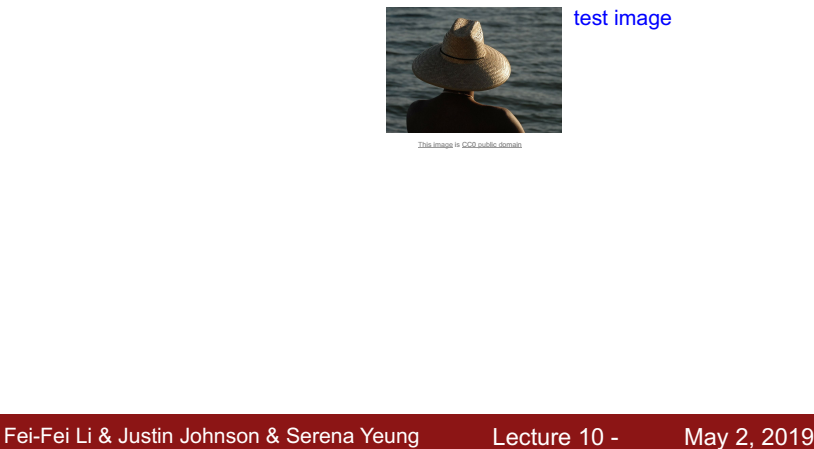 test image
This image is CC0 public domain
Fei-Fei Li & Justin Johnson & Serena Yeung Lecture 10 - May 2, 2019